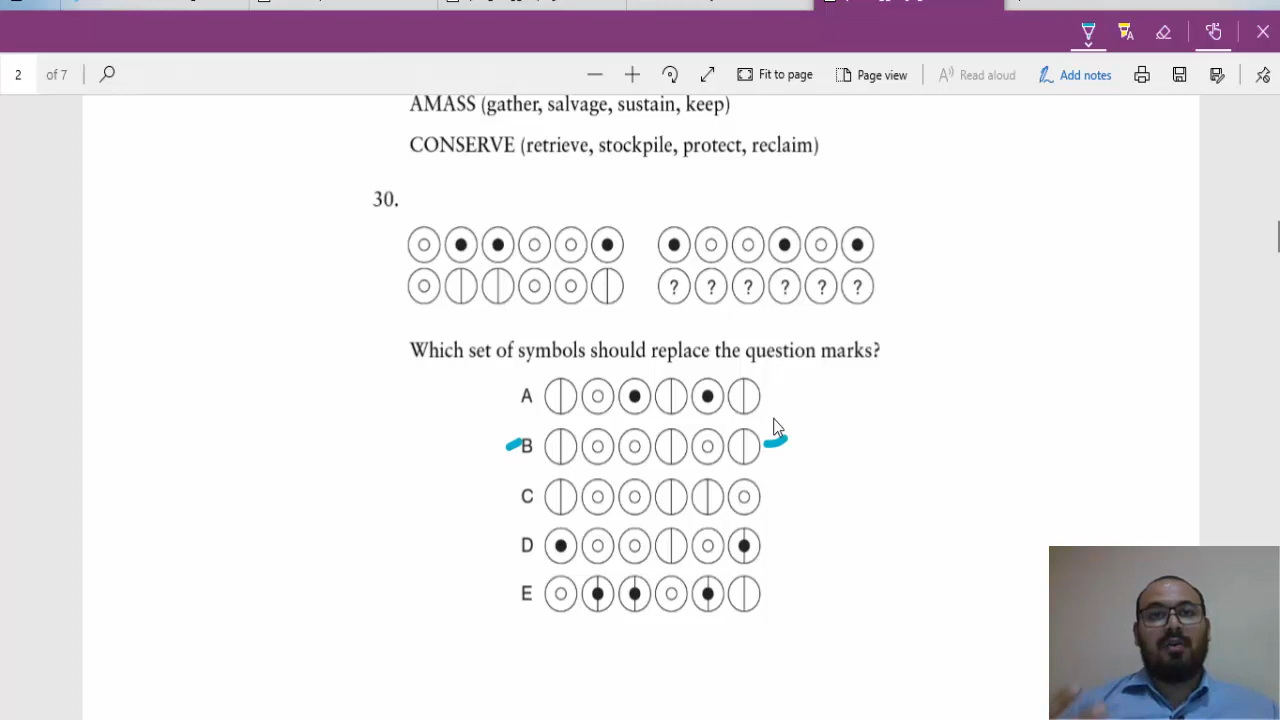 2 of 7 Fit to page Page view A Read aloud Add notes
AMASS (gather, salvage, sustain, keep)
CONSERVE (retrieve, stockpile, protect, reclaim)
30.
? ? ? ? ? ?
Which set of symbols should replace the question marks?
A
B
C
D
E